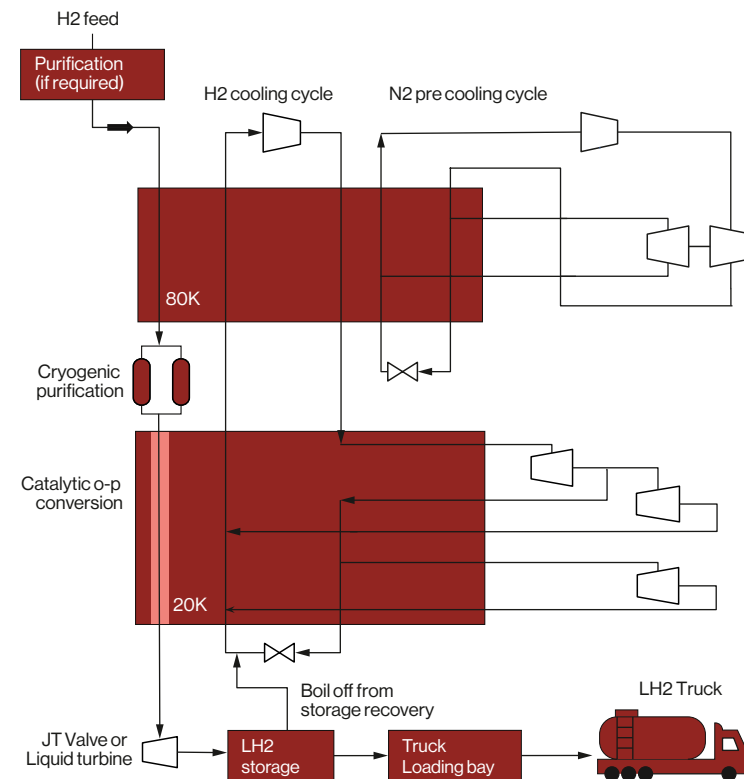 H2 feed
Purification
(if required)
H2 cooling cycle
N2 pre cooling cycle
80K
Cryogenic
purification
Catalytic o-p
conversion
20K
Boil off from
storage recovery
LH2 Truck
JT Valve or
Liquid turbine
LH2
storage
Truck
Loading bay